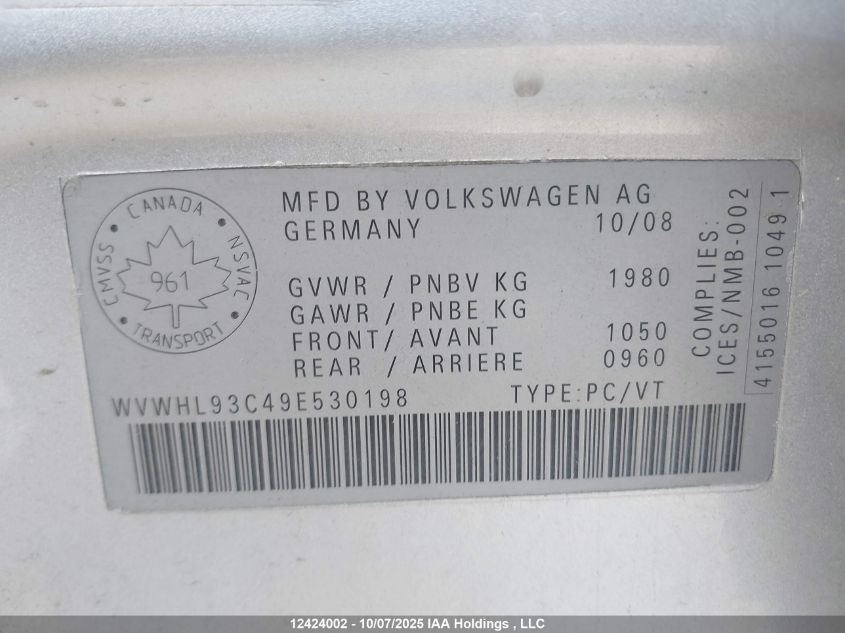 CANADA
CMVSS
NSVAC
961
TRANSPORT
MFD BY VOLKSWAGEN AG
GERMANY 10/08
GVWR / PNBV KG 1980
GAWR / PNBE KG
FRONT/ AVANT 1050
REAR / ARRIERE 0960
WVWHL93C49E530198 TYPE:PC/VT
COMPLIES:
ICES/NMB-002
4155016 1049 1
12424002 - 10/07/2025 IAA Holdings , LLC